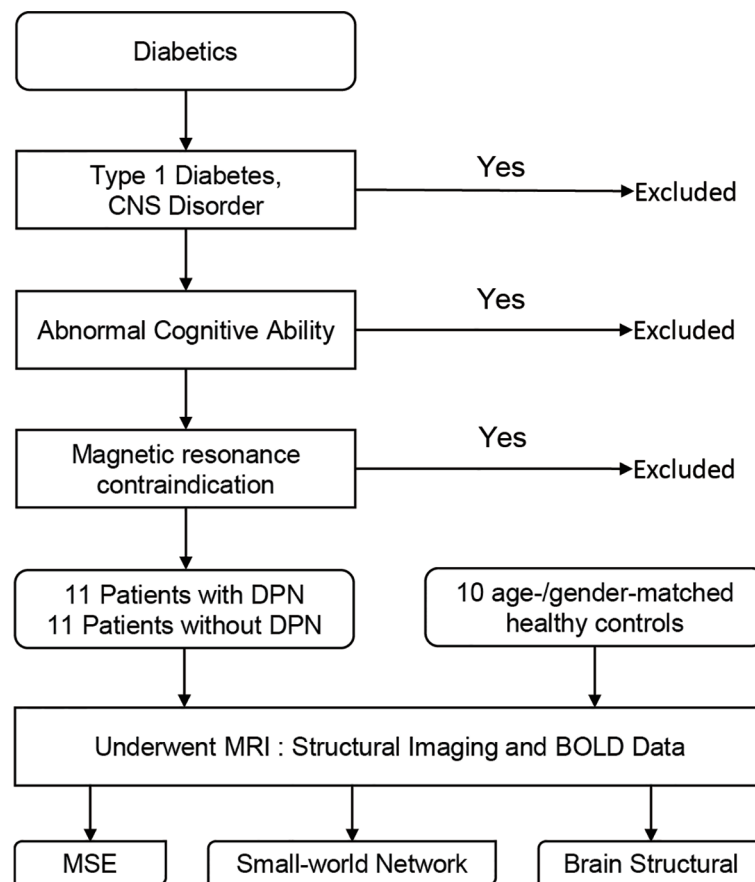 Diabetics
Type 1 Diabetes,
CNS Disorder
Yes
Excluded
Abnormal Cognitive Ability
Yes
Excluded
Magnetic resonance
contraindication
Yes
Excluded
11 Patients with DPN
11 Patients without DPN
10 age-/gender-matched
healthy controls
Underwent MRI : Structural Imaging and BOLD Data
MSE
Small-world Network
Brain Structural